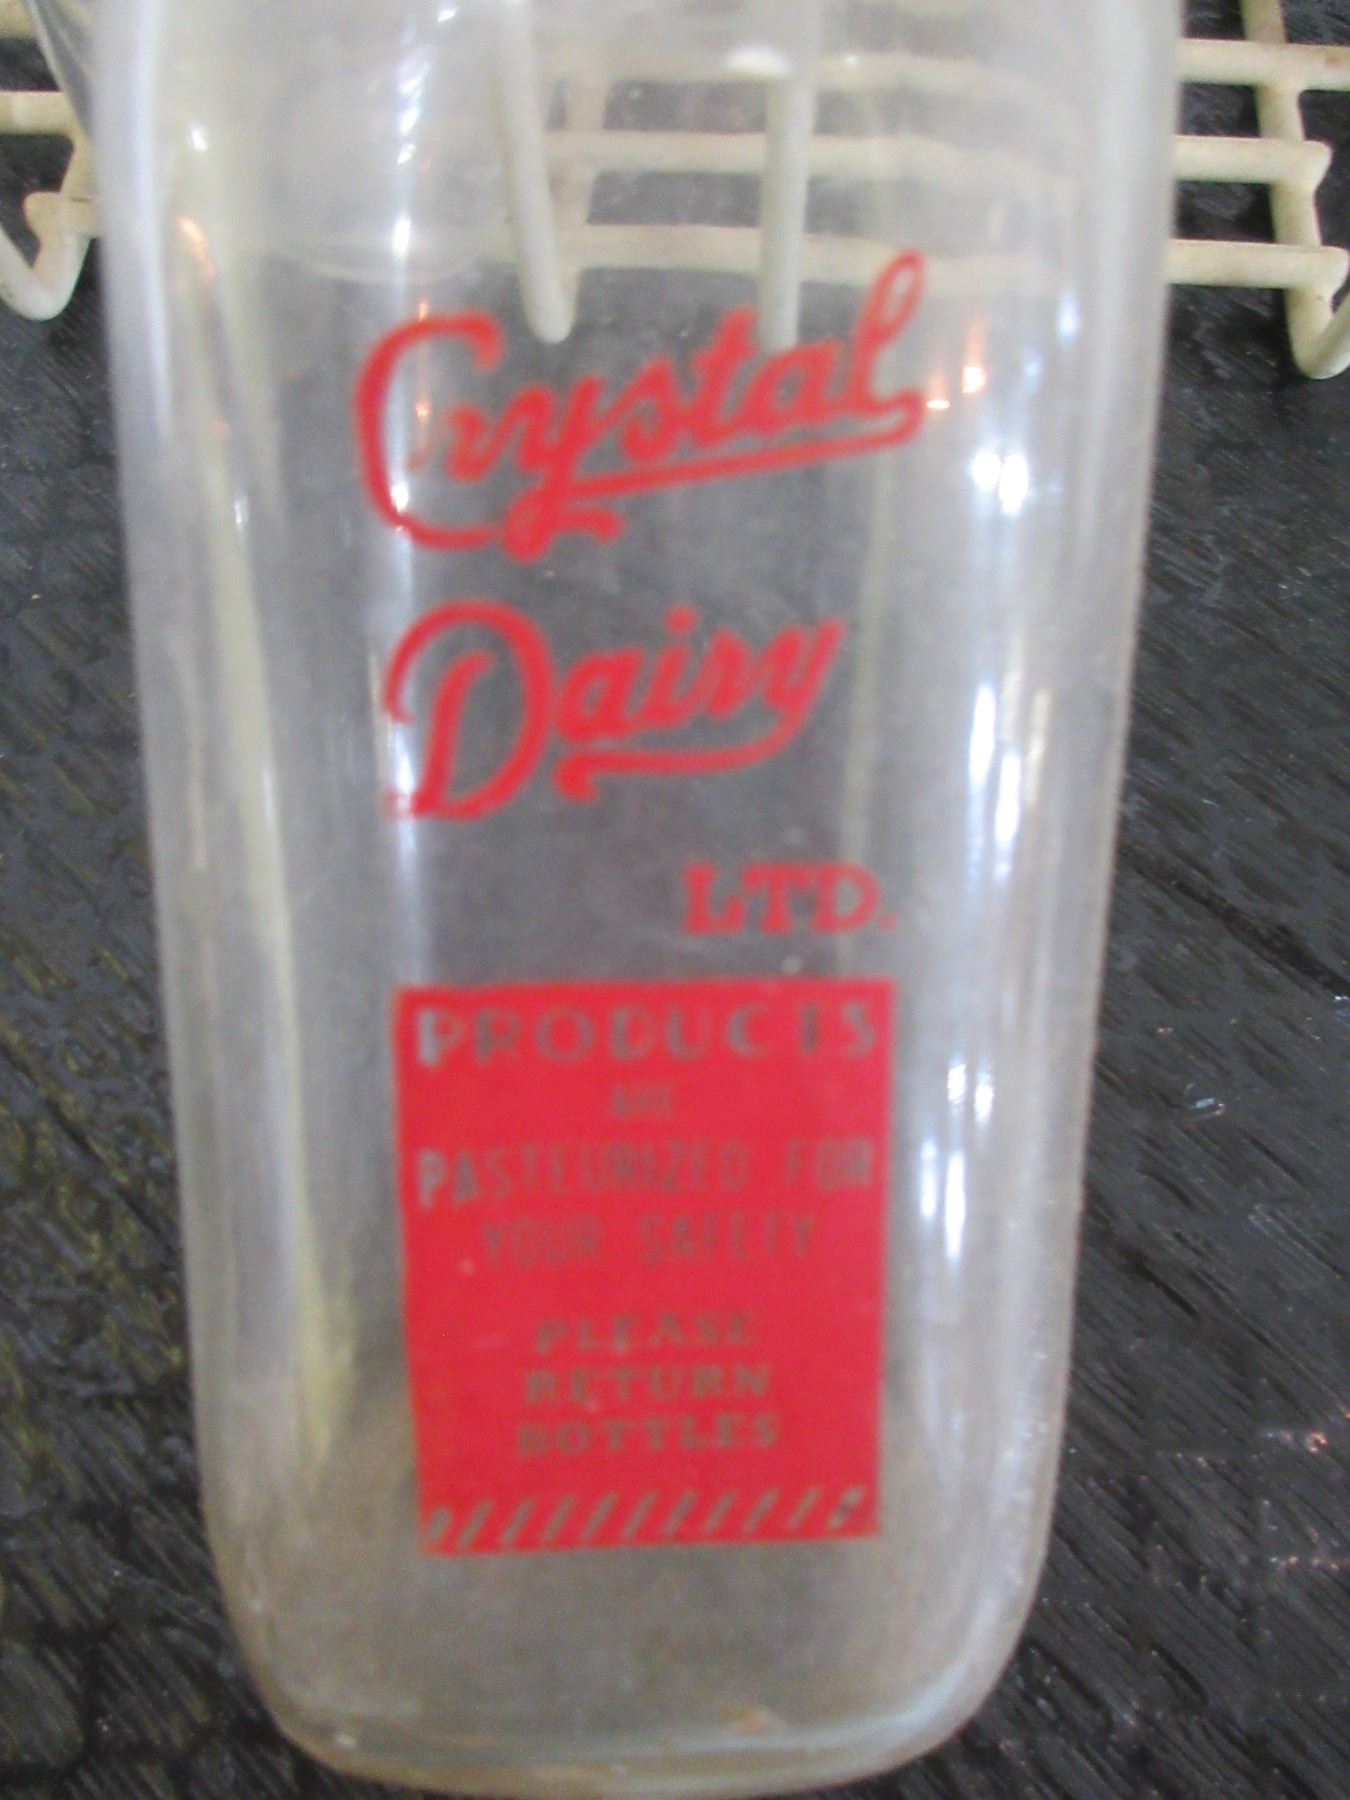 Crystal
Dairy
LTD.
PRODUCTS
ARE
PASTEURIZED FOR
YOUR SAFETY
PLEASE
RETURN
BOTTLES